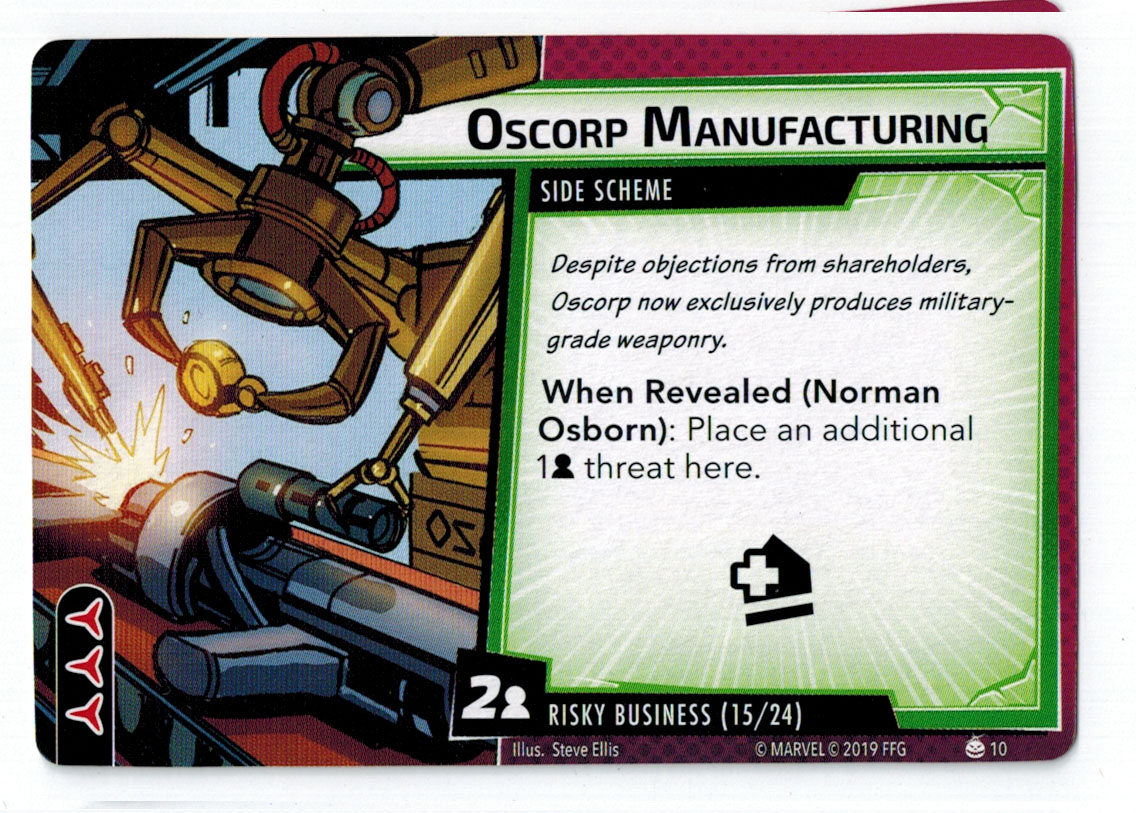 OSCORP MANUFACTURING
SIDE SCHEME
Despite objections from shareholders,
Oscorp now exclusively produces military-
grade weaponry.
When Revealed (Norman
Osborn): Place an additional
1 threat here.
OZ
2
RISKY BUSINESS (15/24)
Illus. Steve Ellis
© MARVEL © 2019 FFG
10